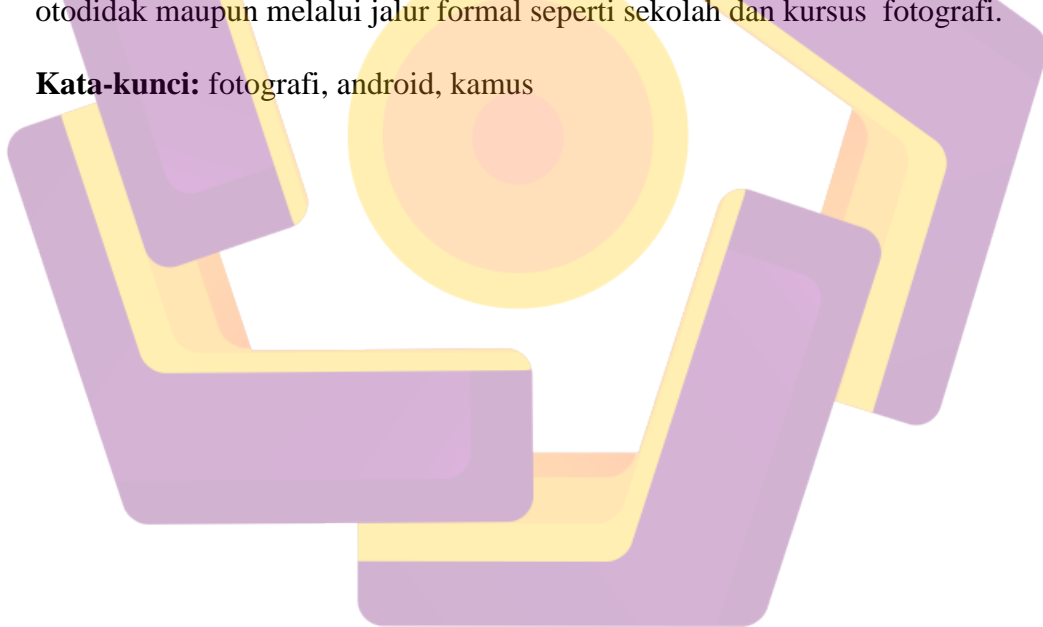 otodidak maupun melalui jalur formal seperti sekolah dan kursus  fotografi.
Kata-kunci: fotografi, android, kamus